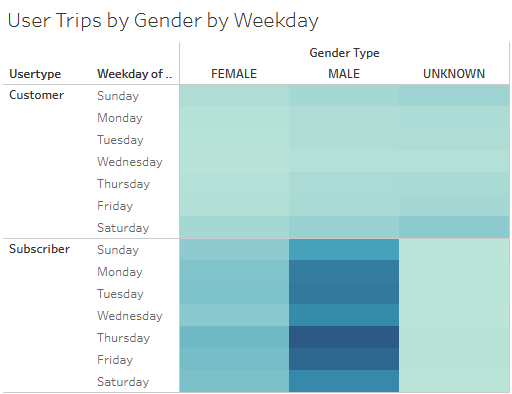 User Trips by Gender by Weekday
Gender Type
Usertype Weekday of .. FEMALE MALE UNKNOWN
Customer Sunday
Monday
Tuesday
Wednesday
Thursday
Friday
Saturday
Subscriber Sunday
Monday
Tuesday
Wednesday
Thursday
Friday
Saturday